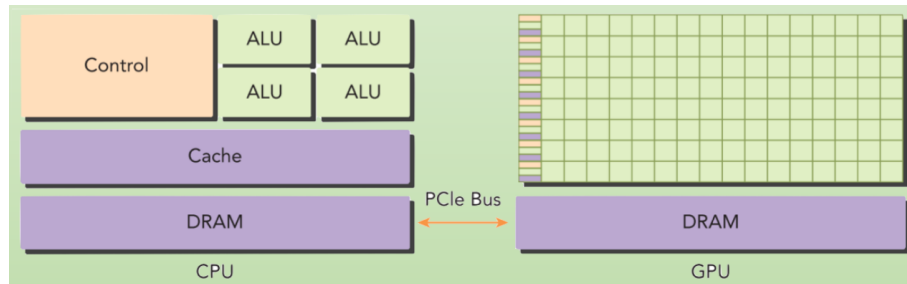 Control
ALU ALU
ALU ALU
Cache
DRAM
CPU
PCIe Bus
DRAM
GPU